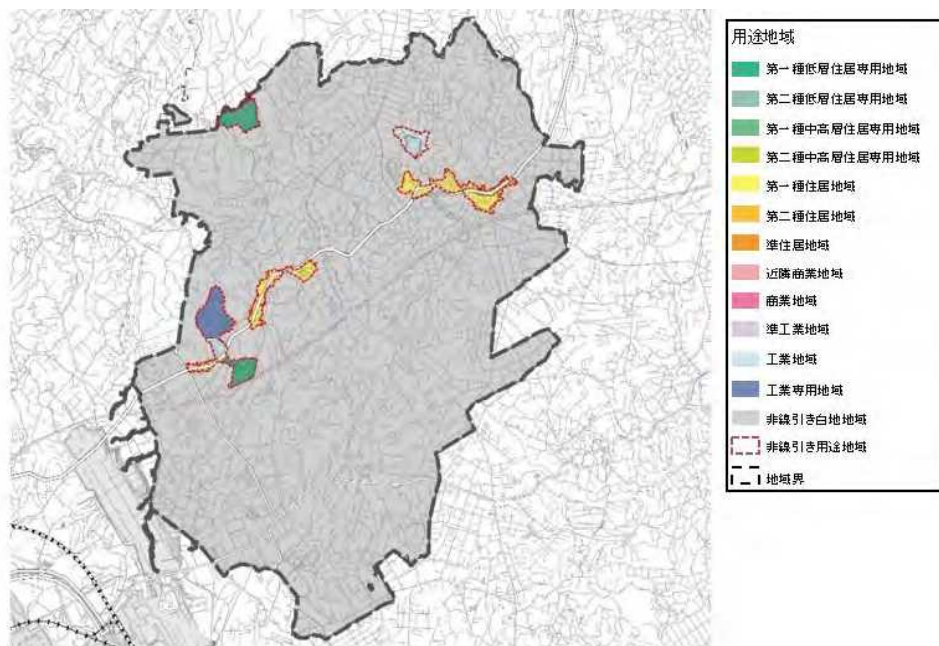 用途地域
第一種低層住居専用地域
第二種低層住居専用地域
第一種中高層住居専用地域
第二種中高層住居専用地域
第一種住居地域
第二種住居地域
準住居地域
近隣商業地域
商業地域
準工業地域
工業地域
工業専用地域
非線引き白地地域
非線引き用途地域
地域界